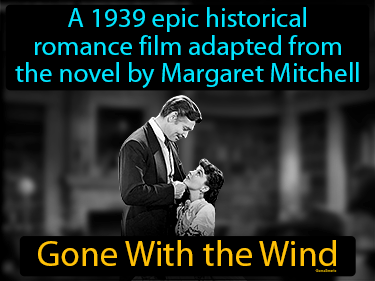 A 1939 epic historical
romance film adapted from
the novel by Margaret Mitchell
Gone With the Wind